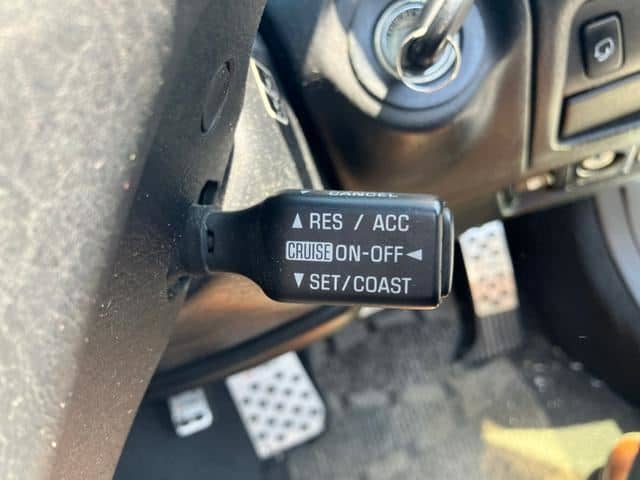 CANCEL
▲ RES / ACC
CRUISE ON-OFF ◄
▼ SET/COAST